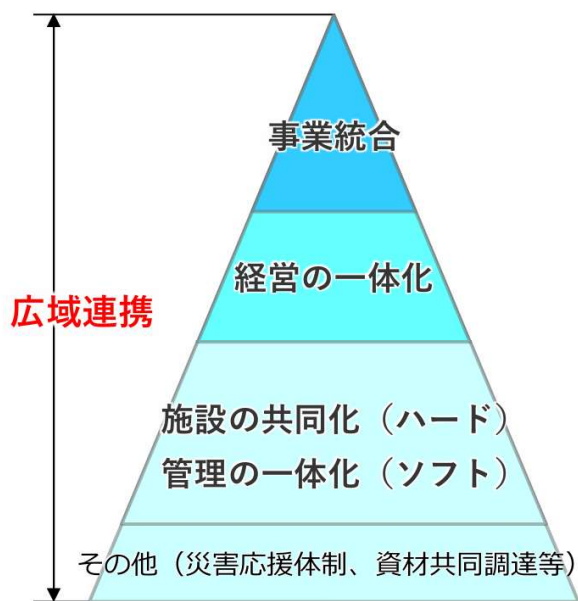 事業統合
経営の一体化
広域連携
施設の共同化（ハード）
管理の一体化（ソフト）
その他（災害応援体制、資材共同調達等）